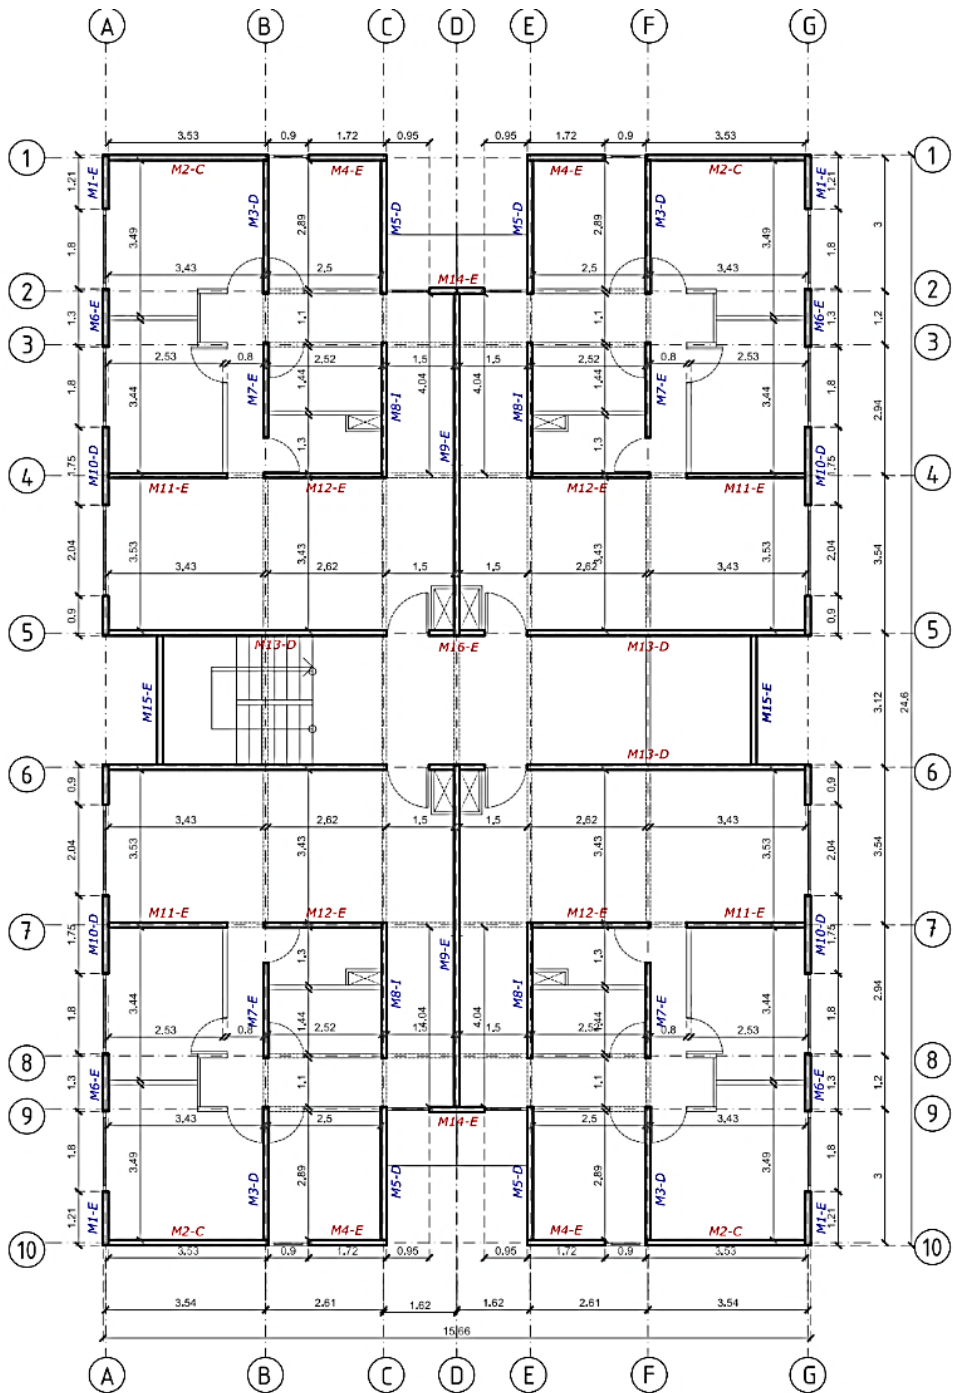 A B C D E F G
3.53 0.9 1.72 0.95 0.95 1.72 0.9 3.53
1 1
M2-C M4-E M4-E M2-C
M1-E 1.21 M3-D M5-D M5-D M3-D M1-E 1.21
3.49 2.89 2.89 3.49 3
1.8 1.8
3.43 2.5 2.5 3.43
M14-E
2 2
M6-E 1.3 1.1 1.1 M6-E 1.3 1.2
3 3
2.53 0.8 2.52 1.5 1.5 2.52 0.8 2.53
1.8 3.44 M7-E 1.44 M8-I 4.04 4.04 M8-I 1.44 M7-E 3.44 1.8 2.94
M10-D 1.75 1.3 M9-E 1.3 M10-D 1.75
4 4
M11-E M12-E M12-E M11-E
2.04 3.53 3.43 3.43 3.53 2.04 3.54
3.43 2.62 1.5 1.5 2.62 3.43
0.9 0.9
5 5
M13-D M16-E M13-D
M15-E M15-E 3.12 24.6
M13-D
6 6
0.9 0.9
3.43 2.62 1.5 1.5 2.62 3.43
2.04 3.53 3.43 3.43 3.53 2.04 3.54
M11-E M12-E M12-E M11-E
7 7
M10-D 1.75 1.3 M9-E 1.3 M10-D 1.75
1.8 3.44 M7-E 1.44 M8-I 4.04 4.04 M8-I 1.44 M7-E 3.44 1.8 2.94
2.53 0.8 2.52 1.5 1.5 2.52 0.8 2.53
8 8
M6-E 1.3 1.1 1.1 M6-E 1.3 1.2
9 9
M14-E
3.43 2.5 2.5 3.43
1.8 1.8
3.49 2.89 2.89 3.49 3
M1-E 1.21 M3-D M5-D M5-D M3-D M1-E 1.21
M2-C M4-E M4-E M2-C
10 10
3.53 0.9 1.72 0.95 0.95 1.72 0.9 3.53
3.54 2.61 1.62 1.62 2.61 3.54
15.66
A B C D E F G